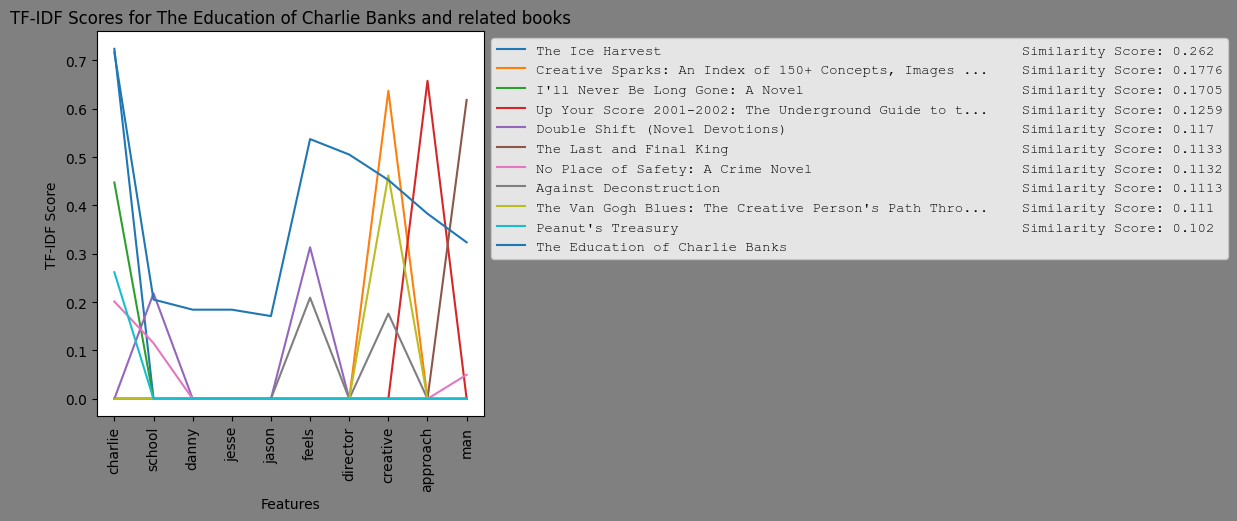 TF-IDF Scores for The Education of Charlie Banks and related books
The Ice Harvest Similarity Score: 0.262
Creative Sparks: An Index of 150+ Concepts, Images ... Similarity Score: 0.1776
I'll Never Be Long Gone: A Novel Similarity Score: 0.1705
Up Your Score 2001-2002: The Underground Guide to t... Similarity Score: 0.1259
Double Shift (Novel Devotions) Similarity Score: 0.117
The Last and Final King Similarity Score: 0.1133
No Place of Safety: A Crime Novel Similarity Score: 0.1132
Against Deconstruction Similarity Score: 0.1113
The Van Gogh Blues: The Creative Person's Path Thro... Similarity Score: 0.111
Peanut's Treasury Similarity Score: 0.102
The Education of Charlie Banks
TF-IDF Score
0.7
0.6
0.5
0.4
0.3
0.2
0.1
0.0
charlie
school
danny
jesse
jason
feels
director
creative
approach
man
Features